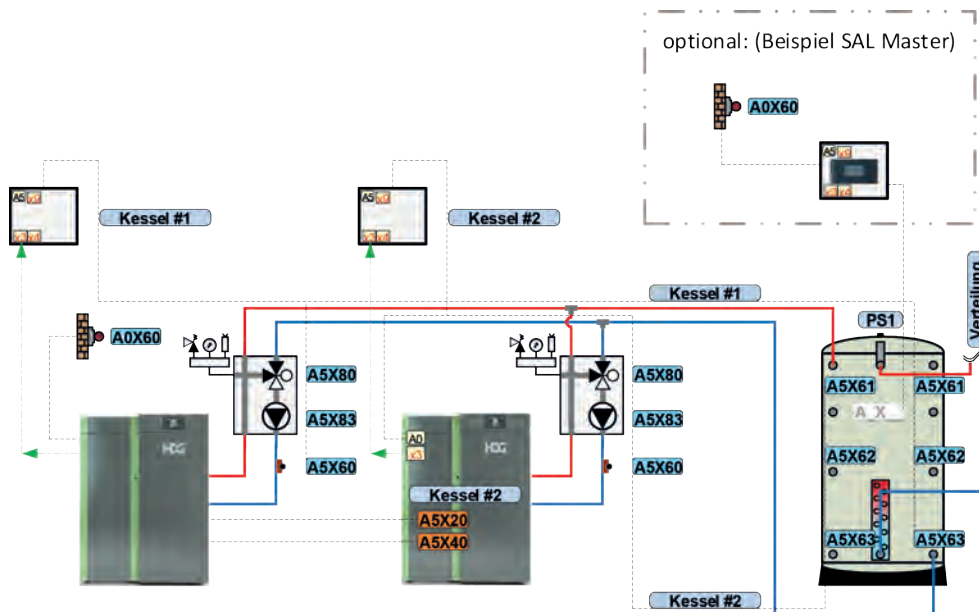 optional: (Beispiel SAL Master)
A0X60
A5
A5
Kessel #1
A5
Kessel #2
Kessel #1
A0X60
PS1
Verteilung
A5X80
A5X80
A5X61
A5X61
A5X83
A5X83
A X
A0
HDG
HDG
A5X60
A5X60
A5X62
A5X62
Kessel #2
A5X20
A5X40
A5X63
A5X63
Kessel #2